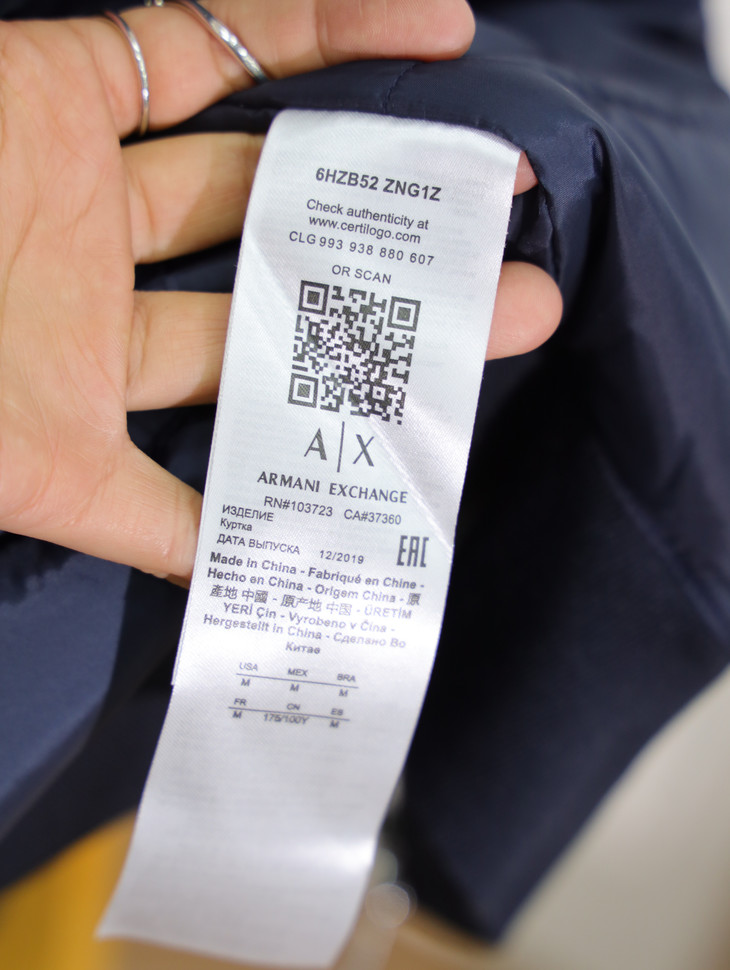 6HZB52 ZNG1Z
Check authenticity at
www.certilogo.com
CLG 993 938 880 607
OR SCAN
A|X
ARMANI EXCHANGE
RN#103723 CA#37360
ИЗДЕЛИЕ
Куртка
ДАТА ВЫПУСКА 12/2019
EAC
Made in China - Fabriqué en Chine -
Hecho en China - Origem China - 原
產地 中國 - 原产地 中国 - ÜRETİM
YERİ Çin - Vyrobeno v Čína -
Hergestellt in China - Сделано Во
Китае
USA MEX BRA
M M M
FR CN ES
M 175/100Y M